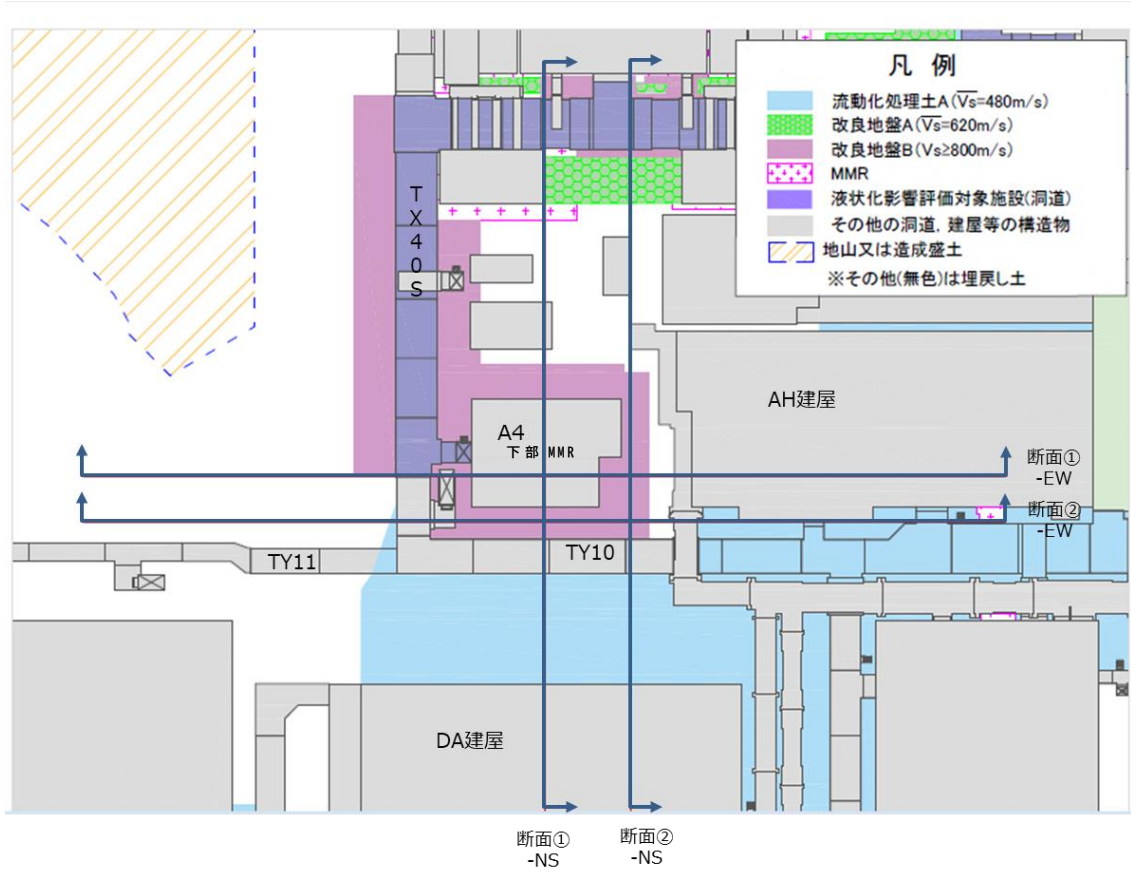 凡 例
流動化処理土A(V̅s=480m/s)
改良地盤A(V̅s=620m/s)
改良地盤B(Vs≥800m/s)
MMR
液状化影響評価対象施設(洞道)
その他の洞道, 建屋等の構造物
地山又は造成盛土
※その他(無色)は埋戻し土
TX40S
AH建屋
A4
下部 MMR
断面①
-EW
断面②
-EW
TY11
TY10
DA建屋
断面①
-NS
断面②
-NS